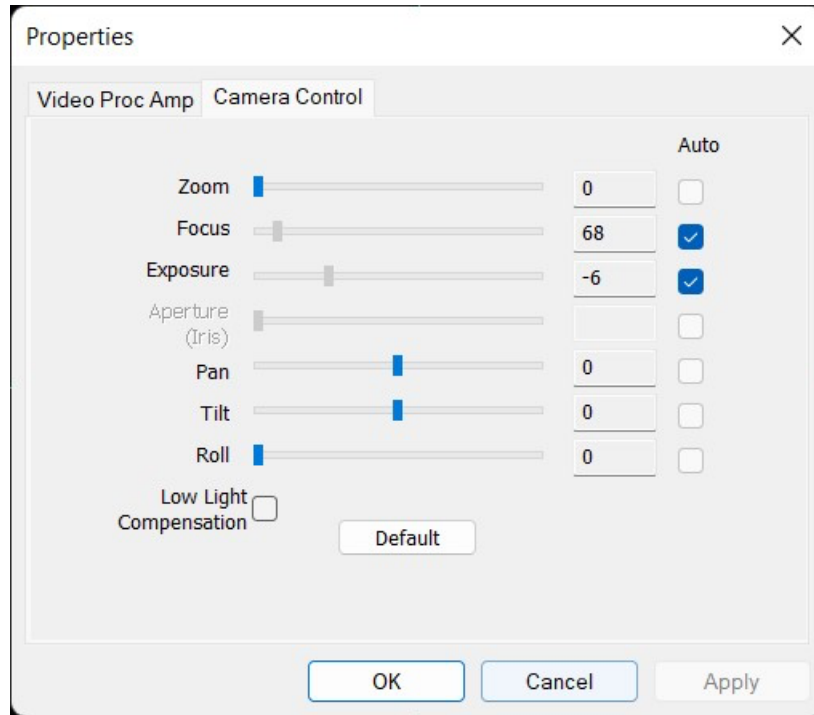 Properties
Video Proc Amp Camera Control
Auto
Zoom 0
Focus 68
Exposure -6
Aperture
(Iris)
Pan 0
Tilt 0
Roll 0
Low Light
Compensation
Default
OK Cancel Apply